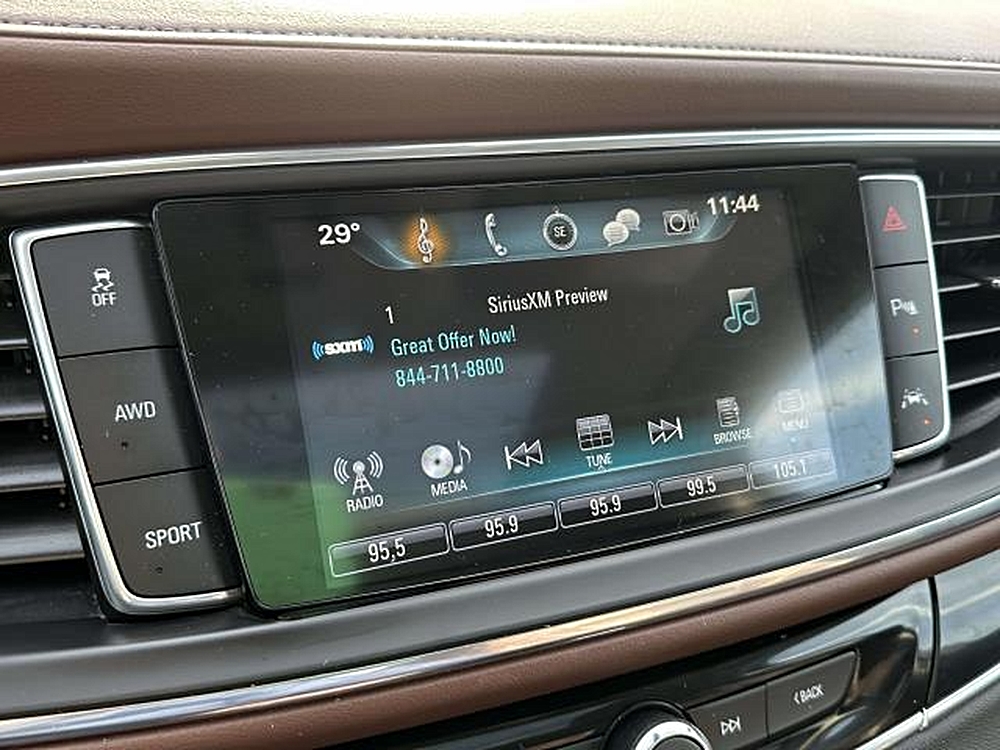 29°
SE
11:44
1
SiriusXM Preview
((sxm))
Great Offer Now!
844-711-8800
RADIO
MEDIA
TUNE
BROWSE
MENU
95,5
95.9
95.9
99.5
105.1
OFF
AWD
SPORT
P
BACK